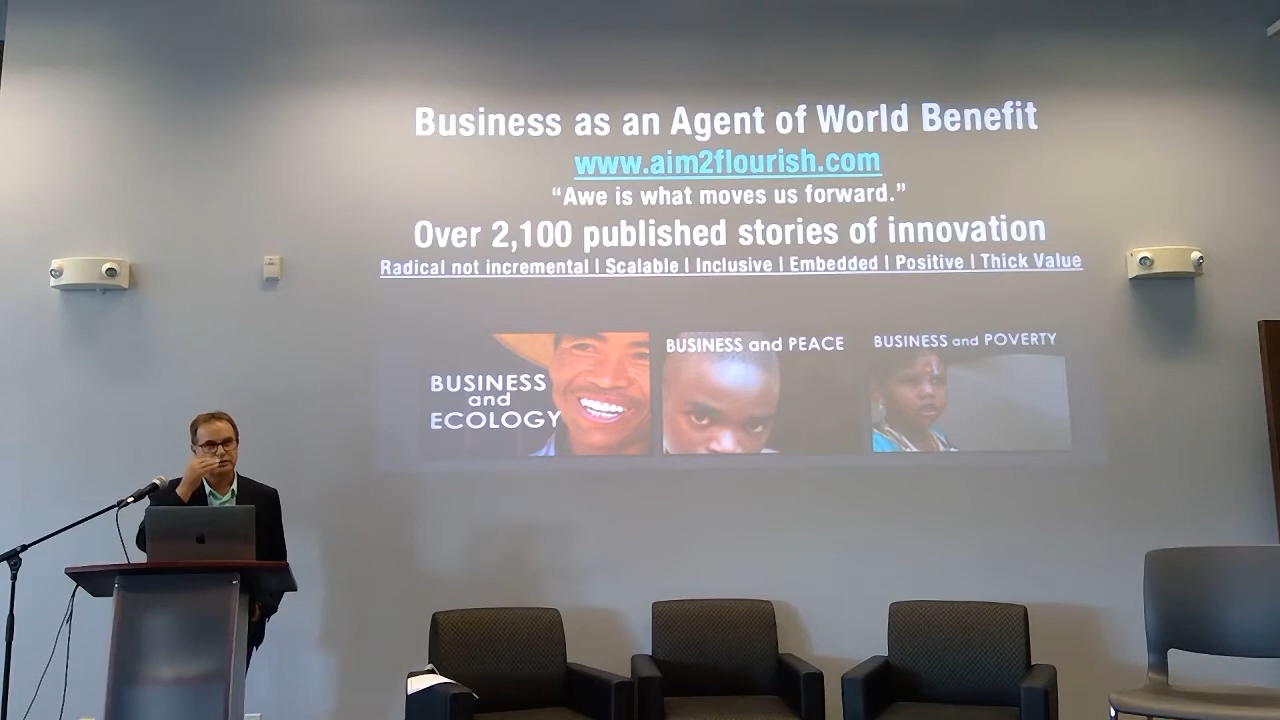 Business as an Agent of World Benefit
www.aim2flourish.com
“Awe is what moves us forward.”
Over 2,100 published stories of innovation
Radical not incremental | Scalable | Inclusive | Embedded | Positive | Thick Value
BUSINESS
and
ECOLOGY
BUSINESS and PEACE
BUSINESS and POVERTY